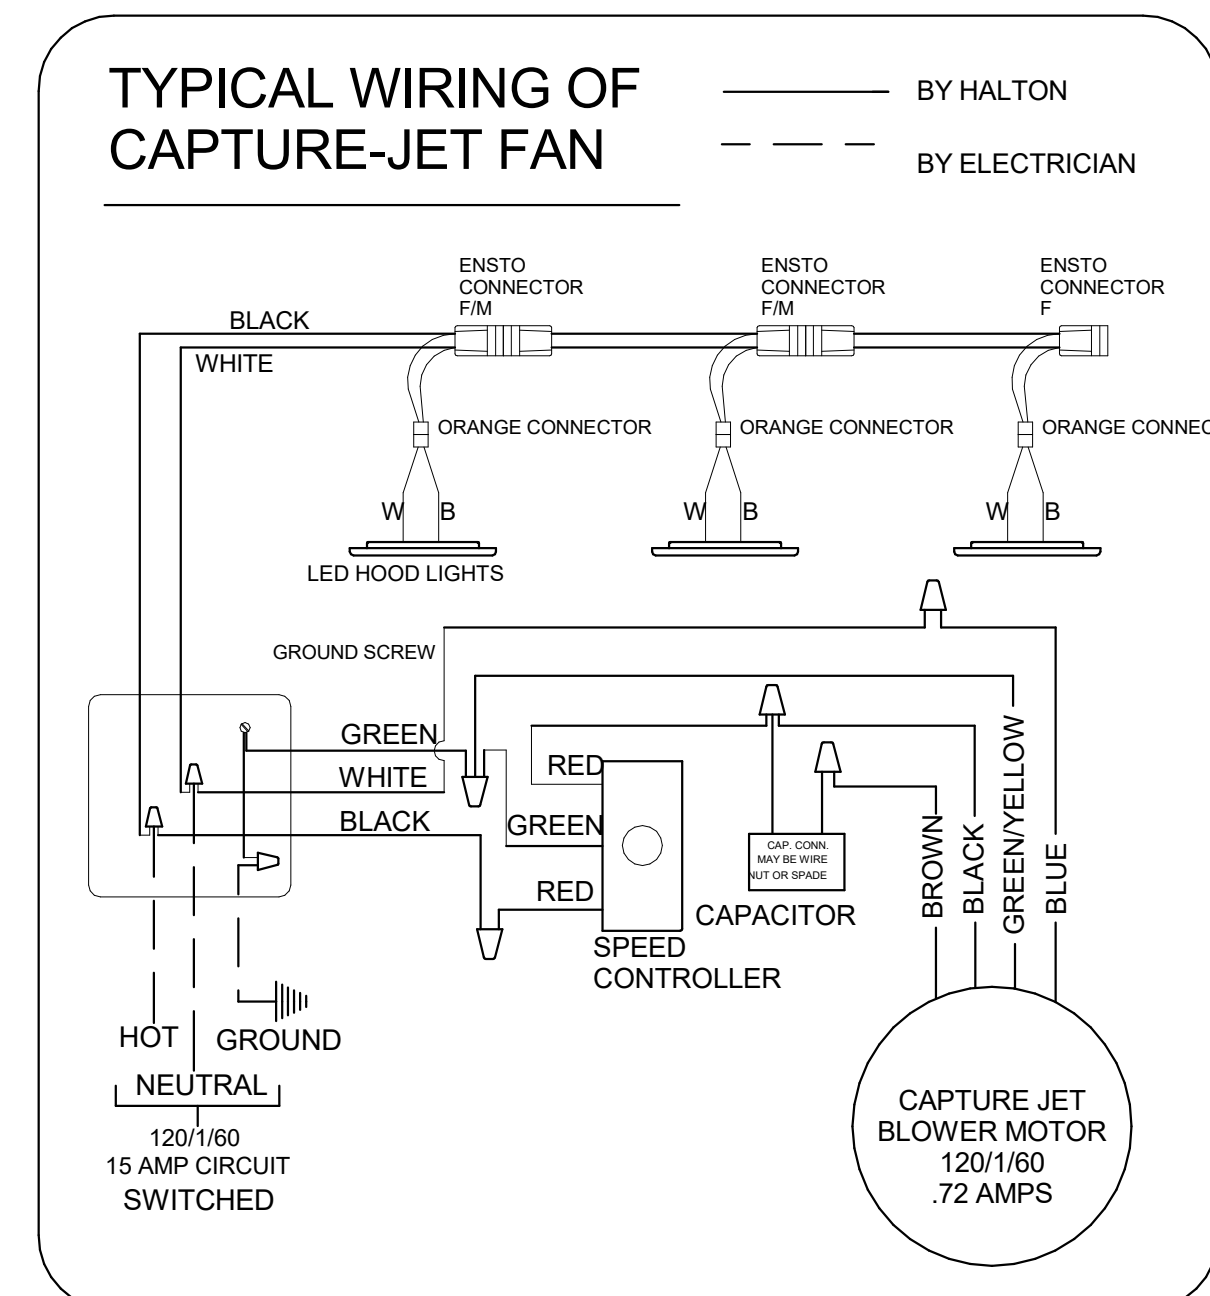 TYPICAL WIRING OF
CAPTURE-JET FAN
BY HALTON
BY ELECTRICIAN
ENSTO
CONNECTOR
F/M
ENSTO
CONNECTOR
F/M
ENSTO
CONNECTOR
F
BLACK
WHITE
ORANGE CONNECTOR
ORANGE CONNECTOR
ORANGE CONNEC
W B
W B
W B
LED HOOD LIGHTS
GROUND SCREW
GREEN
WHITE
BLACK
RED
GREEN
RED
CAP. CONN.
MAY BE WIRE
NUT OR SPADE
CAPACITOR
SPEED
CONTROLLER
BROWN
BLACK
GREEN/YELLOW
BLUE
HOT
GROUND
NEUTRAL
120/1/60
15 AMP CIRCUIT
SWITCHED
CAPTURE JET
BLOWER MOTOR
120/1/60
.72 AMPS